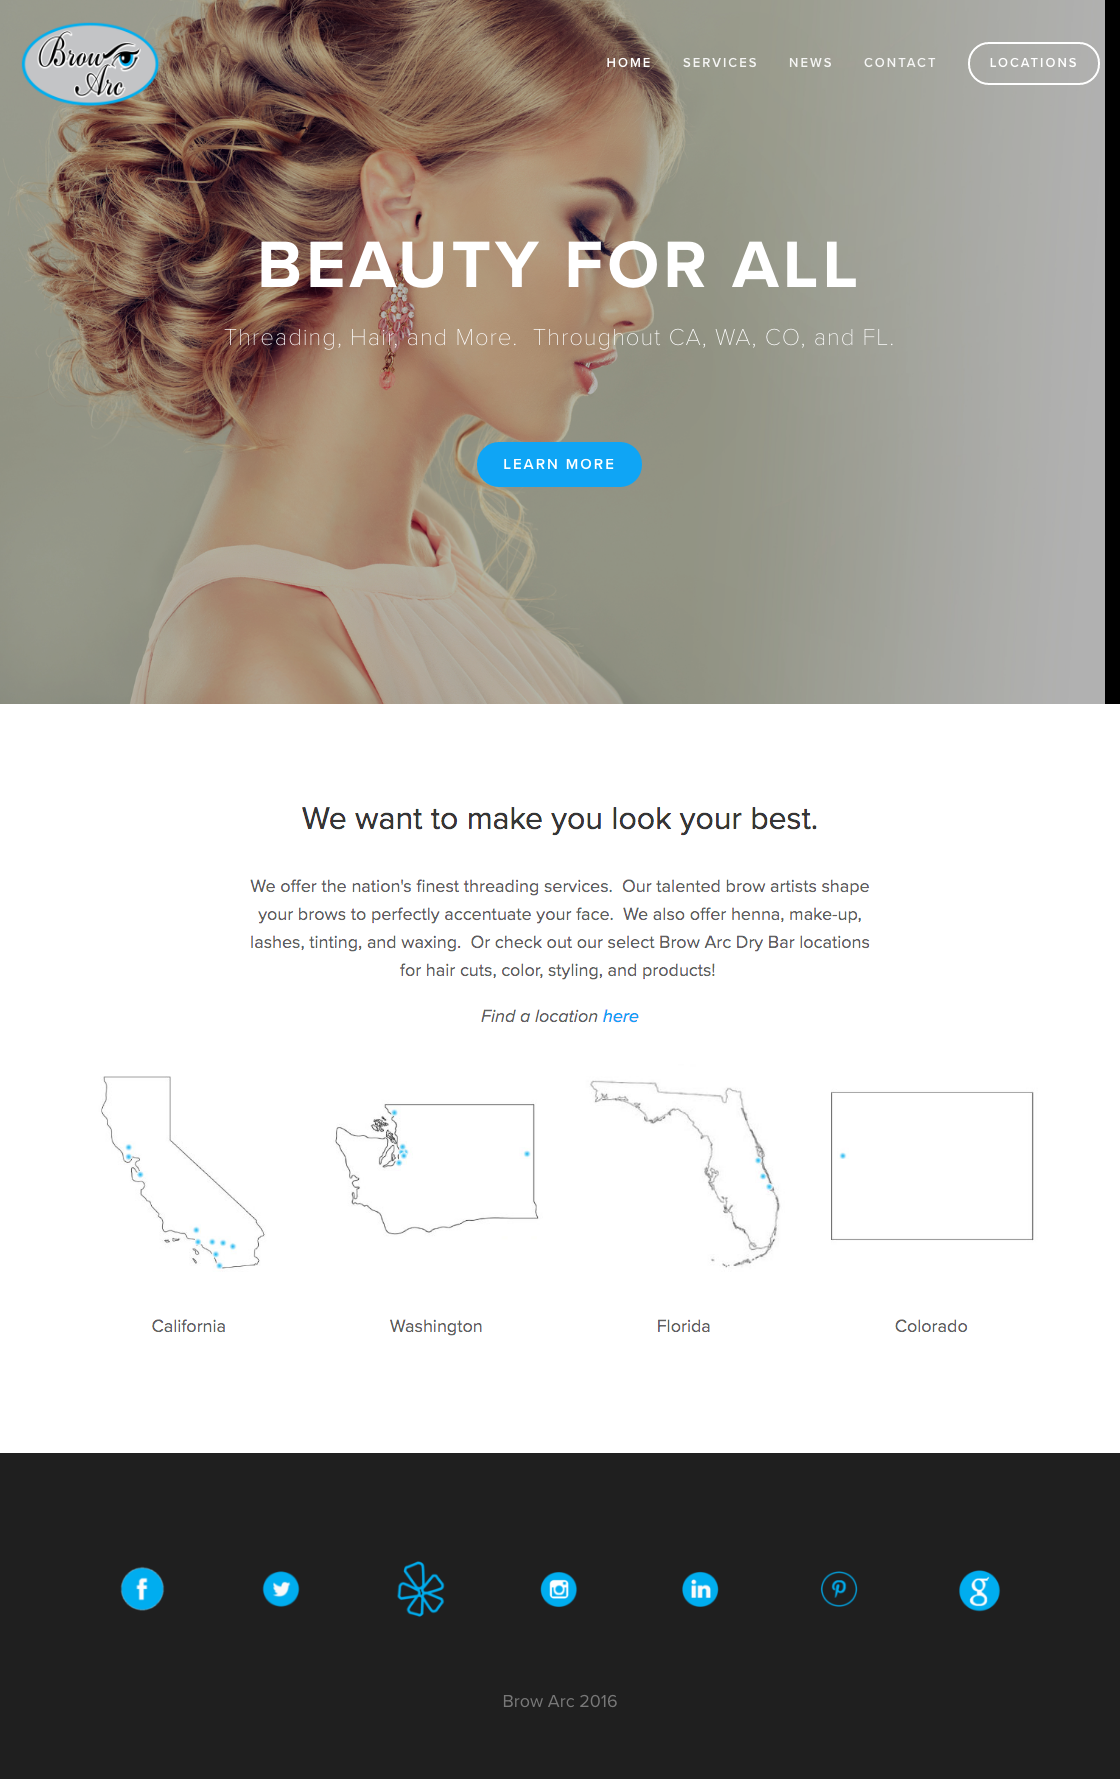 Brow
Arc
HOME SERVICES NEWS CONTACT LOCATIONS
BEAUTY FOR ALL
Threading, Hair, and More.  Throughout CA, WA, CO, and FL.
LEARN MORE
We want to make you look your best.
We offer the nation's finest threading services.  Our talented brow artists shape
your brows to perfectly accentuate your face.  We also offer henna, make-up,
lashes, tinting, and waxing.  Or check out our select Brow Arc Dry Bar locations
for hair cuts, color, styling, and products!
Find a location here
California Washington Florida Colorado
Brow Arc 2016